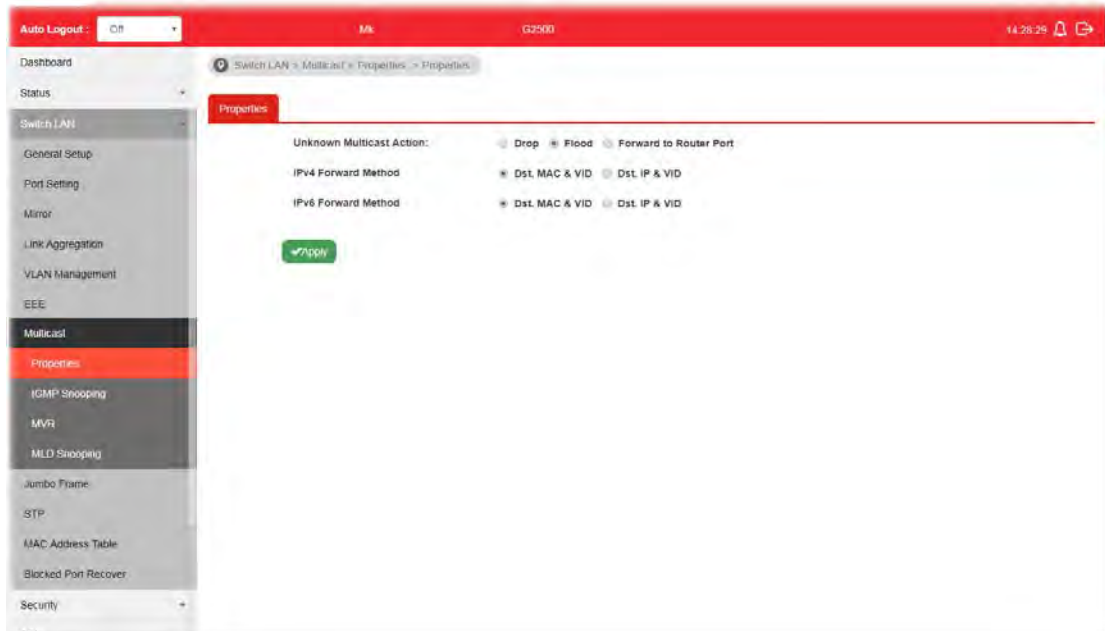 Auto Logout : Off Mk G2500 14:28:29
Dashboard
Switch LAN » Multicast » Properties » Properties
Status
Properties
Switch LAN
Unknown Multicast Action: Drop Flood Forward to Router Port
General Setup
IPv4 Forward Method Dst. MAC & VID Dst. IP & VID
Port Setting
IPv6 Forward Method Dst. MAC & VID Dst. IP & VID
Mirror
Link Aggregation
Apply
VLAN Management
EEE
Multicast
Properties
IGMP Snooping
MVR
MLD Snooping
Jumbo Frame
STP
MAC Address Table
Blocked Port Recover
Security